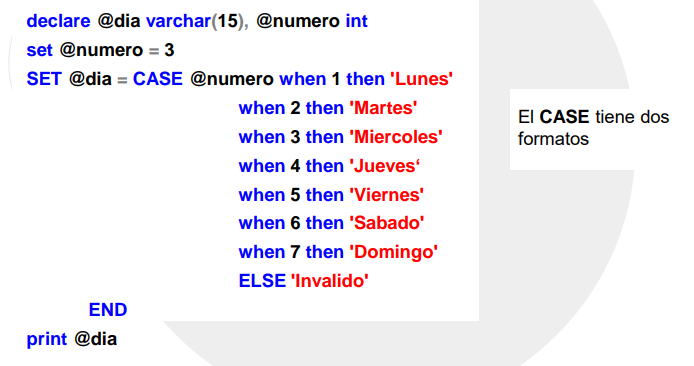 declare @dia varchar(15), @numero int
set @numero = 3
SET @dia = CASE @numero when 1 then 'Lunes'
when 2 then 'Martes'
when 3 then 'Miercoles'
when 4 then 'Jueves‘
when 5 then 'Viernes'
when 6 then 'Sabado'
when 7 then 'Domingo'
ELSE 'Invalido'
END
print @dia
El CASE tiene dos
formatos